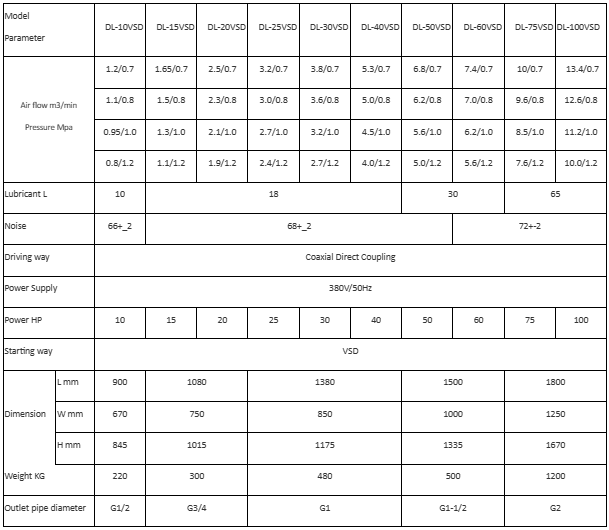 Model
Parameter
DL-10VSD DL-15VSD DL-20VSD DL-25VSD DL-30VSD DL-40VSD DL-50VSD DL-60VSD DL-75VSD DL-100VSD
Air flow m3/min
Pressure Mpa
1.2/0.7 1.65/0.7 2.5/0.7 3.2/0.7 3.8/0.7 5.3/0.7 6.8/0.7 7.4/0.7 10/0.7 13.4/0.7
1.1/0.8 1.5/0.8 2.3/0.8 3.0/0.8 3.6/0.8 5.0/0.8 6.2/0.8 7.0/0.8 9.6/0.8 12.6/0.8
0.95/1.0 1.3/1.0 2.1/1.0 2.7/1.0 3.2/1.0 4.5/1.0 5.6/1.0 6.2/1.0 8.5/1.0 11.2/1.0
0.8/1.2 1.1/1.2 1.9/1.2 2.4/1.2 2.7/1.2 4.0/1.2 5.0/1.2 5.6/1.2 7.6/1.2 10.0/1.2
Lubricant L 10 18 30 65
Noise 66+_2 68+_2 72+-2
Driving way Coaxial Direct Coupling
Power Supply 380V/50Hz
Power HP 10 15 20 25 30 40 50 60 75 100
Starting way VSD
Dimension
L mm 900 1080 1380 1500 1800
W mm 670 750 850 1000 1250
H mm 845 1015 1175 1335 1670
Weight KG 220 300 480 500 1200
Outlet pipe diameter G1/2 G3/4 G1 G1-1/2 G2